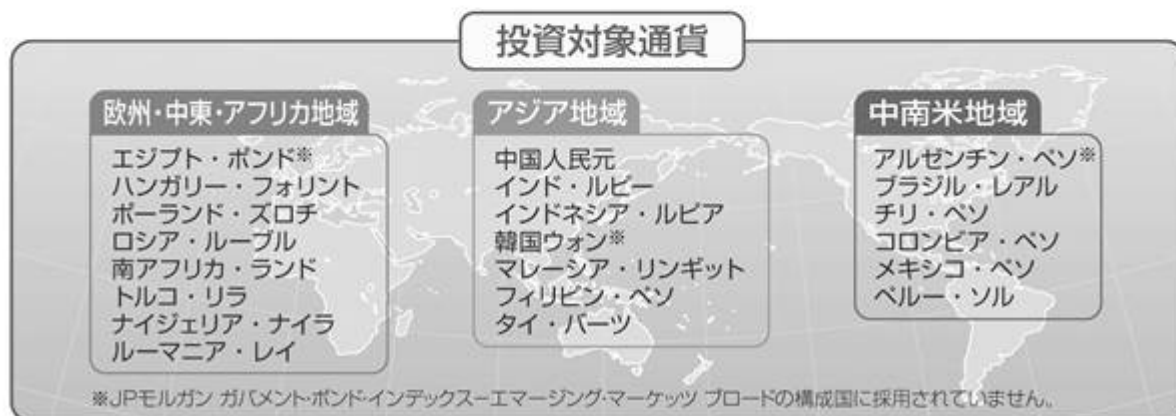 投資対象通貨
欧州・中東・アフリカ地域
エジプト・ポンド※
ハンガリー・フォリント
ポーランド・ズロチ
ロシア・ルーブル
南アフリカ・ランド
トルコ・リラ
ナイジェリア・ナイラ
ルーマニア・レイ
アジア地域
中国人民元
インド・ルピー
インドネシア・ルピア
韓国ウォン※
マレーシア・リンギット
フィリピン・ペソ
タイ・バーツ
中南米地域
アルゼンチン・ペソ※
ブラジル・レアル
チリ・ペソ
コロンビア・ペソ
メキシコ・ペソ
ペルー・ソル
※JPモルガン ガバメント・ボンド・インデックス−エマージング・マーケッツ ブロードの構成国に採用されていません。